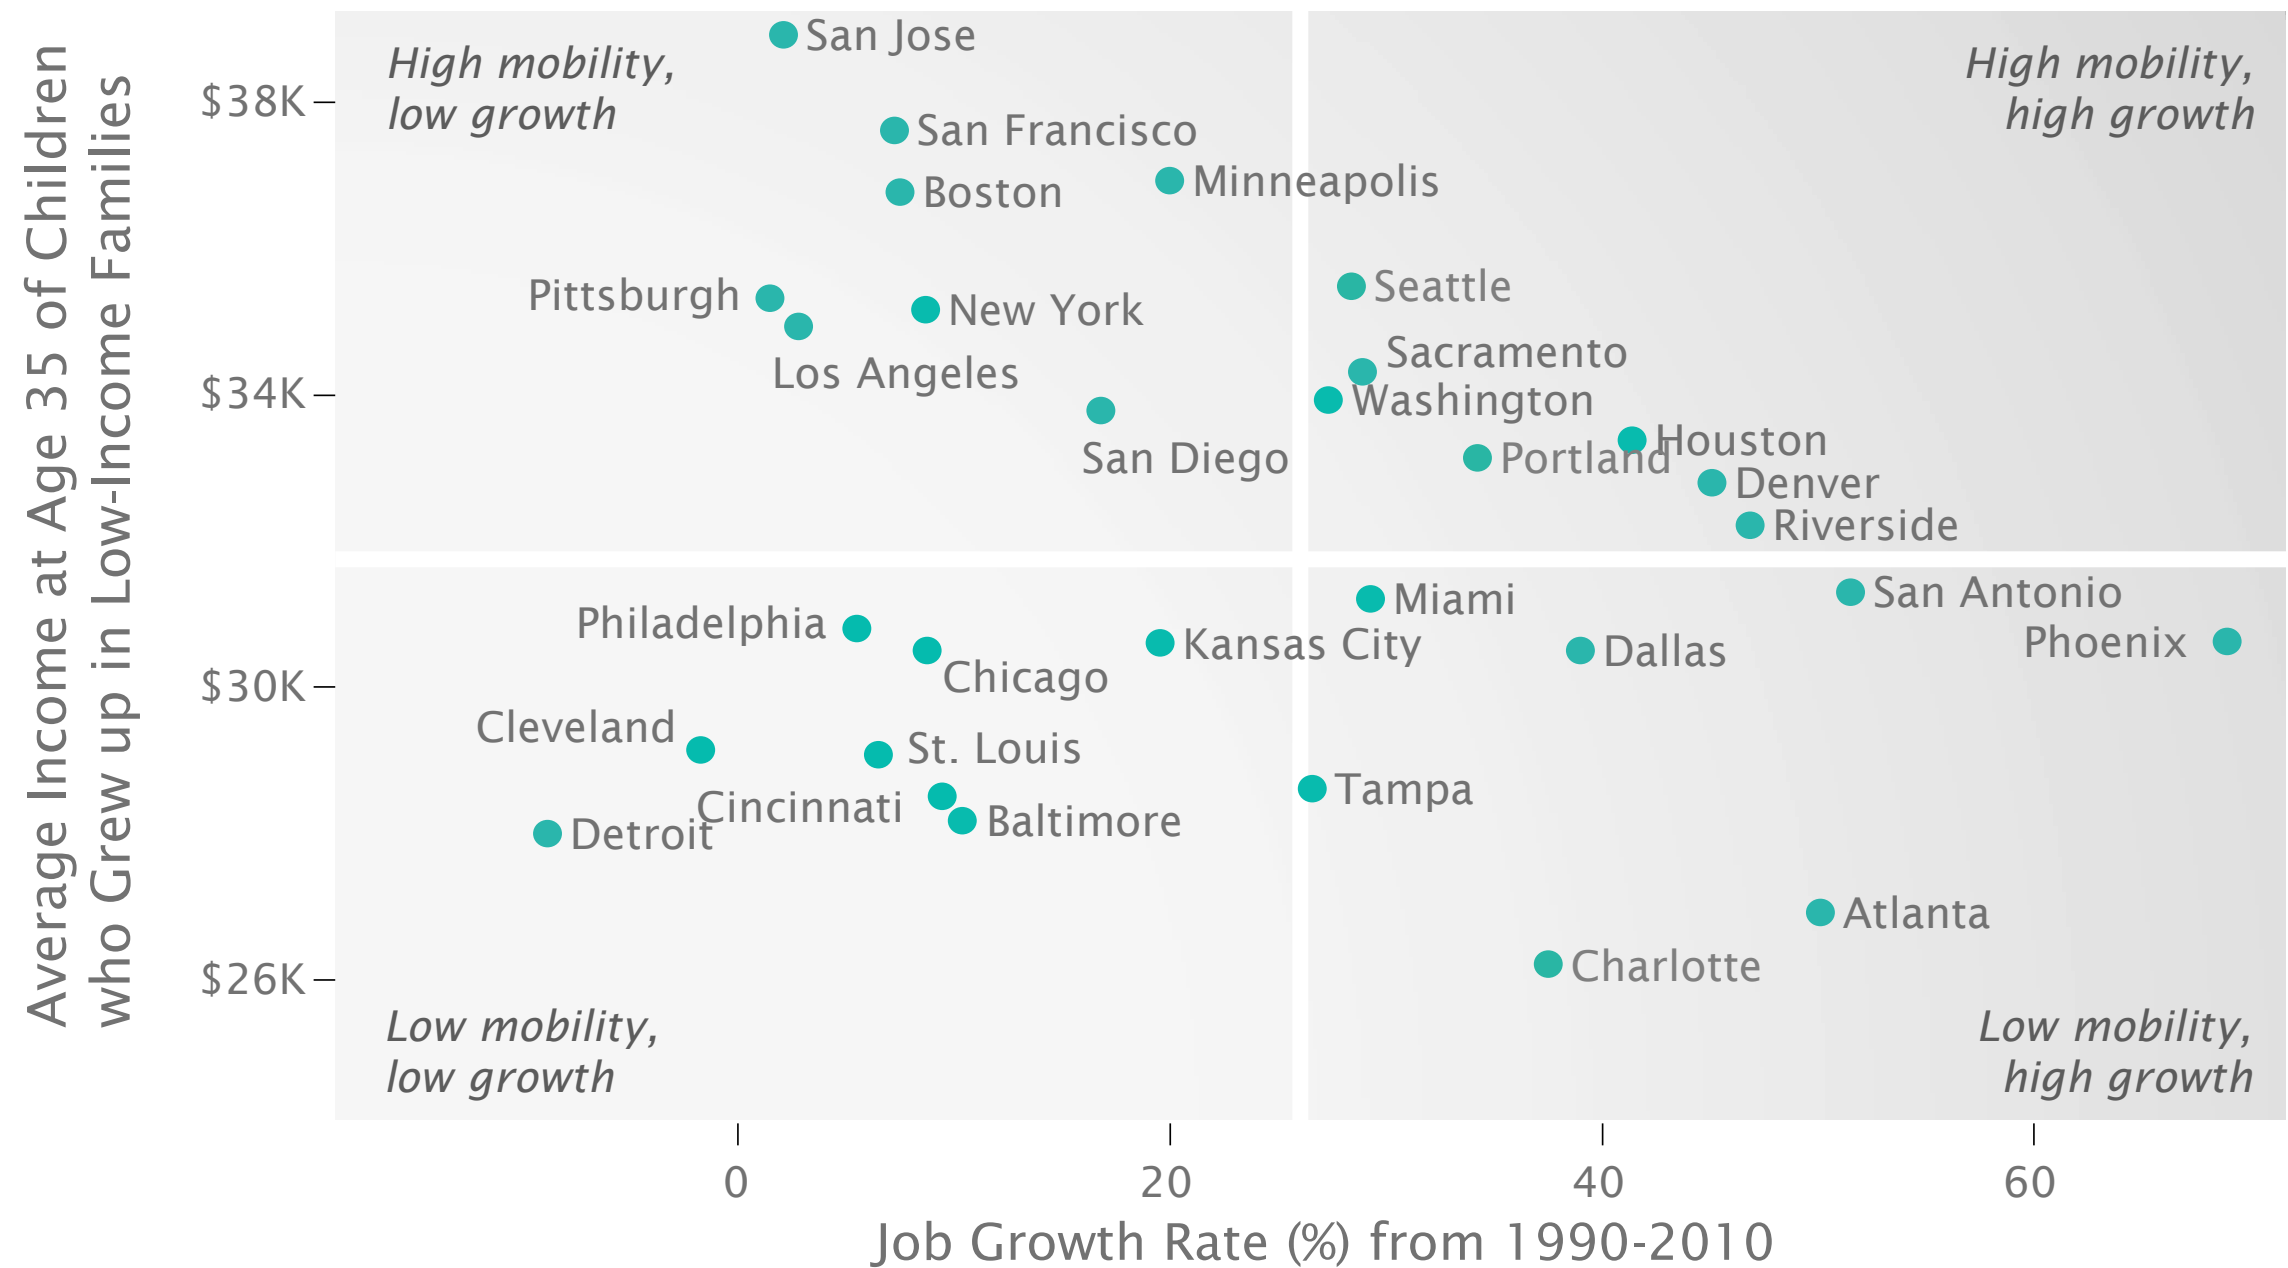 Average Income at Age 35 of Children
who Grew up in Low-Income Families
$38K
$34K
$30K
$26K
High mobility,
low growth
High mobility,
high growth
San Jose
San Francisco
Minneapolis
Boston
Seattle
Pittsburgh
New York
Sacramento
Los Angeles
Washington
Houston
San Diego
Portland
Denver
Riverside
San Antonio
Miami
Philadelphia
Phoenix
Kansas City
Dallas
Chicago
Cleveland
St. Louis
Tampa
Cincinnati
Baltimore
Detroit
Atlanta
Charlotte
Low mobility,
low growth
Low mobility,
high growth
0
20
40
60
Job Growth Rate (%) from 1990-2010